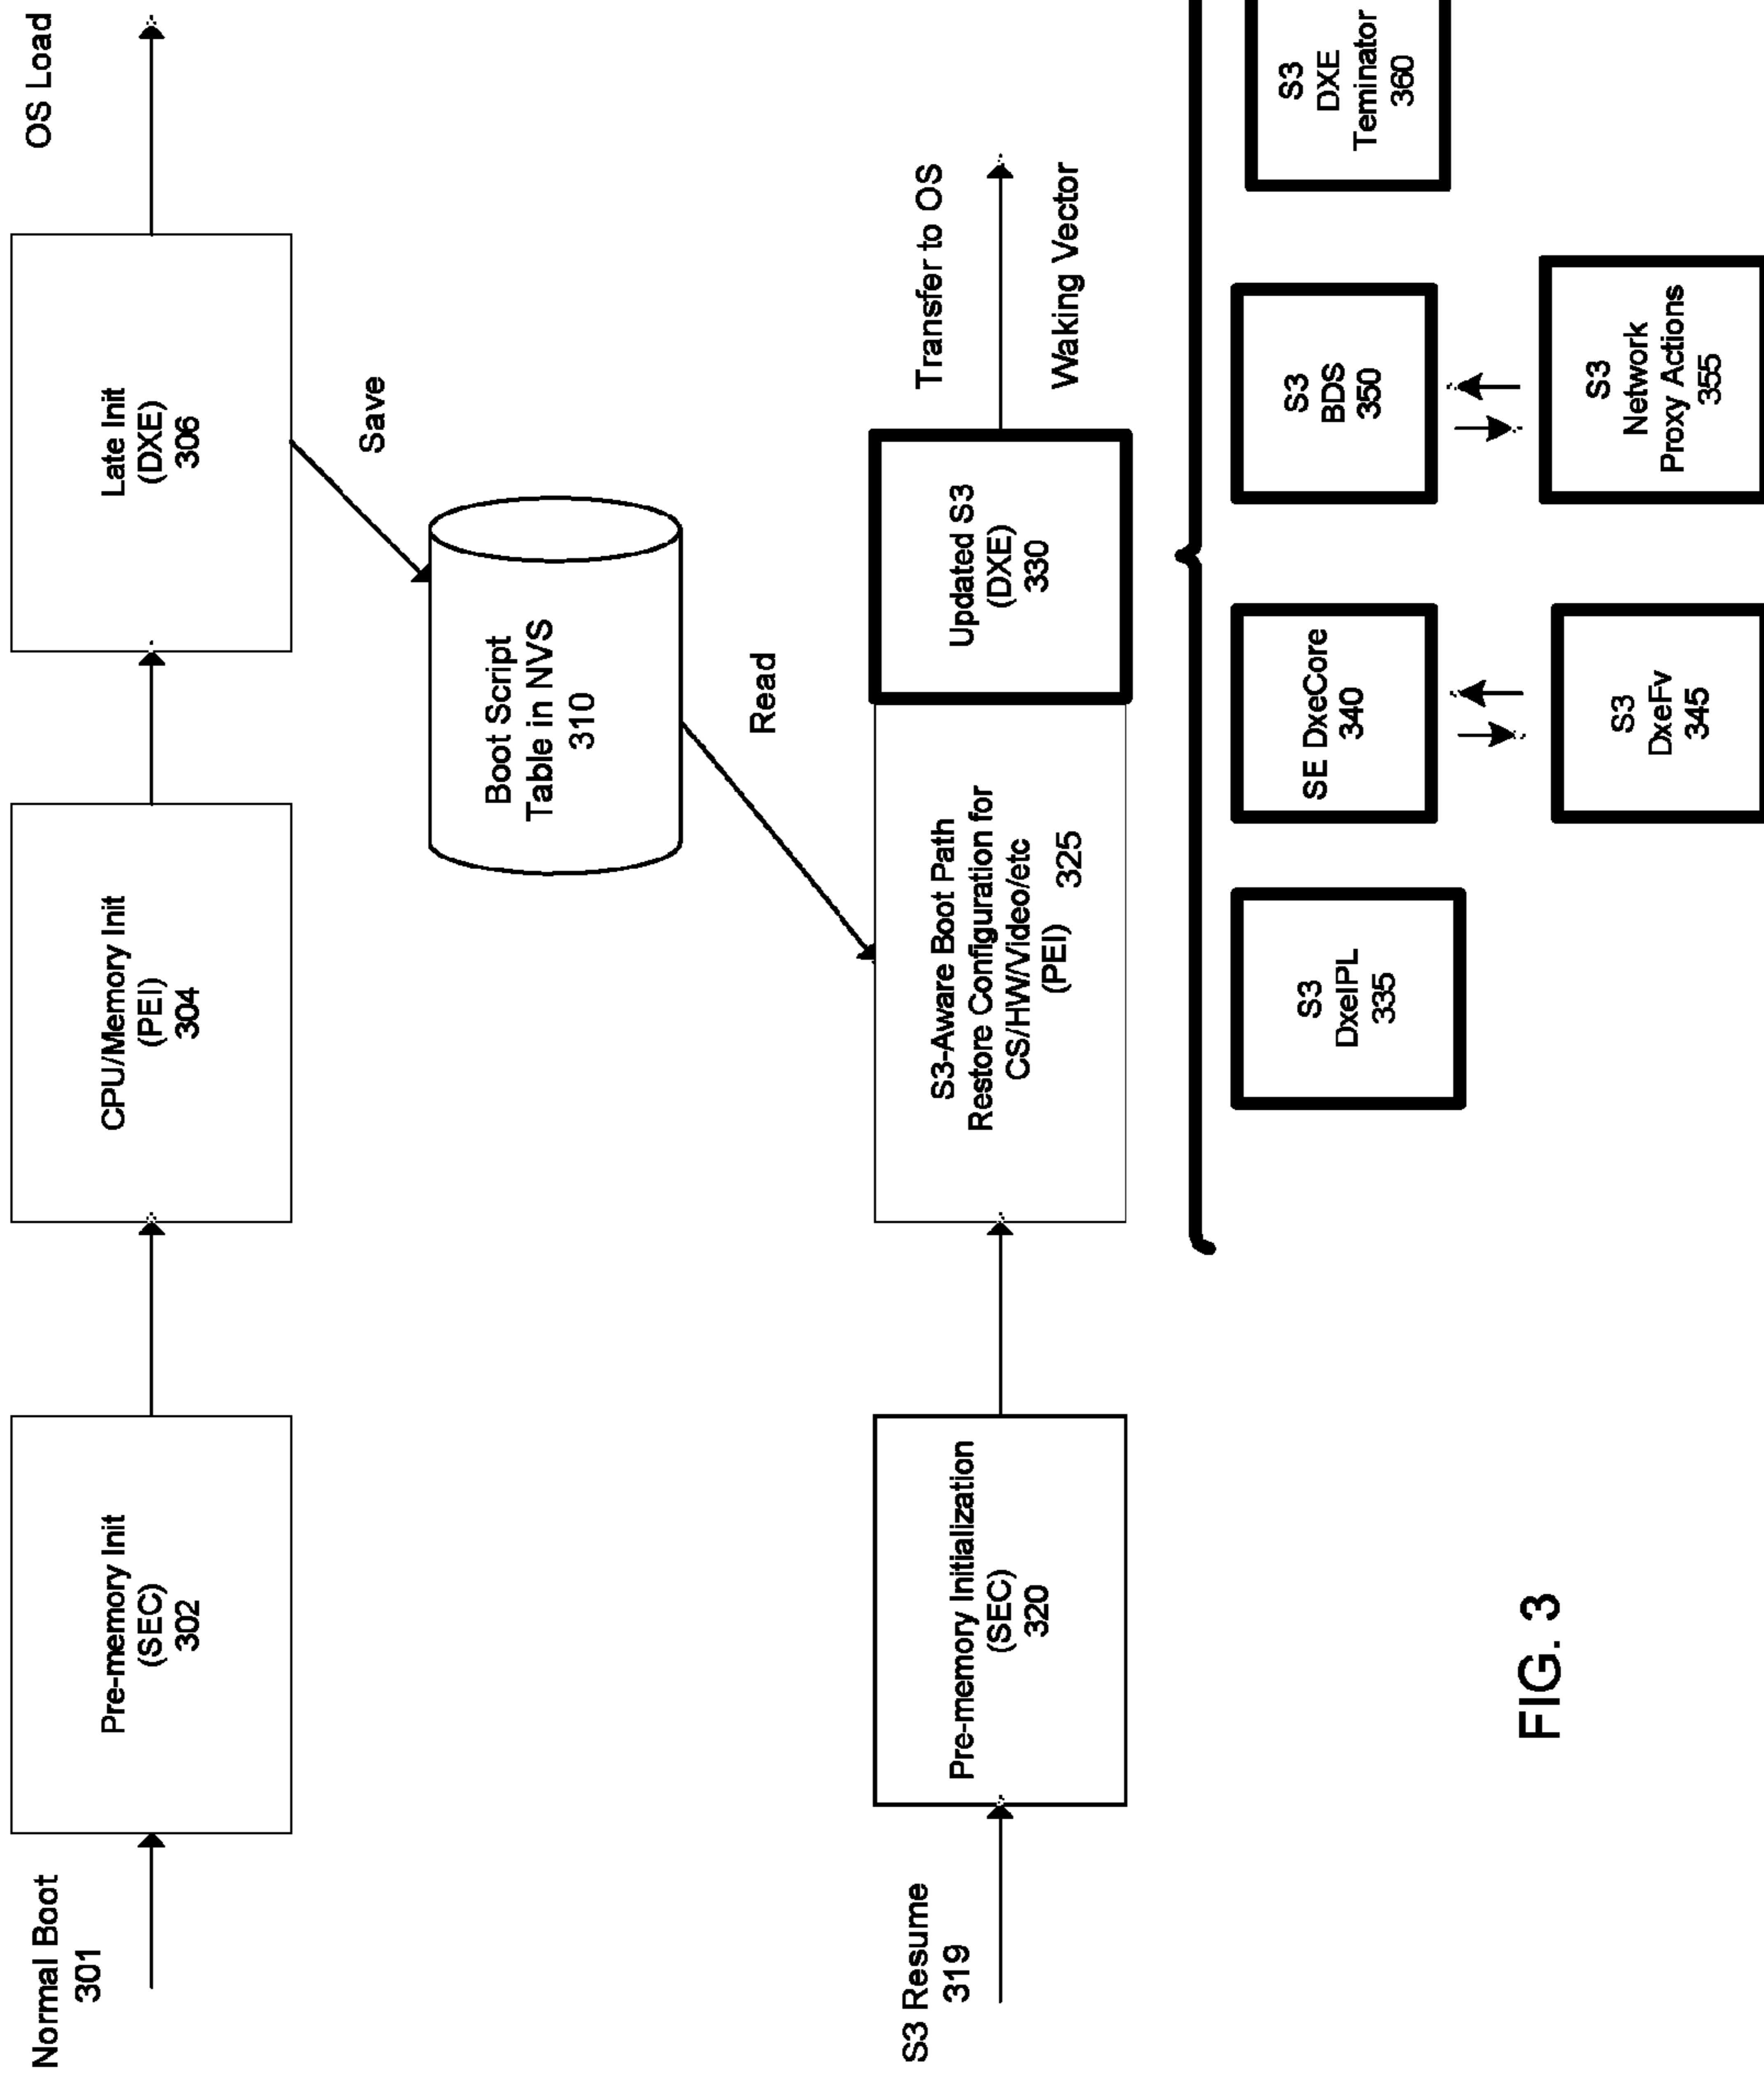 Normal Boot
301
Pre-memory Init
(SEC)
302
CPU/Memory Init
(PEI)
304
Late Init
(DXE)
306
OS Load
Save
Boot Script
Table in NVS
310
Read
S3 Resume
319
Pre-memory Initialization
(SEC)
320
S3-Aware Boot Path
Restore Configuration for
CS/HW/Video/etc
(PEI) 325
Updated S3
(DXE)
330
Transfer to OS
Waking Vector
S3
DxeIPL
335
SE DxeCore
340
S3
BDS
350
S3
DXE
Teminator
360
S3
DxeFv
345
S3
Network
Proxy Actions
355
FIG. 3